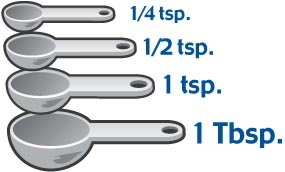 1/4 tsp.
1/2 tsp.
1 tsp.
1 Tbsp.